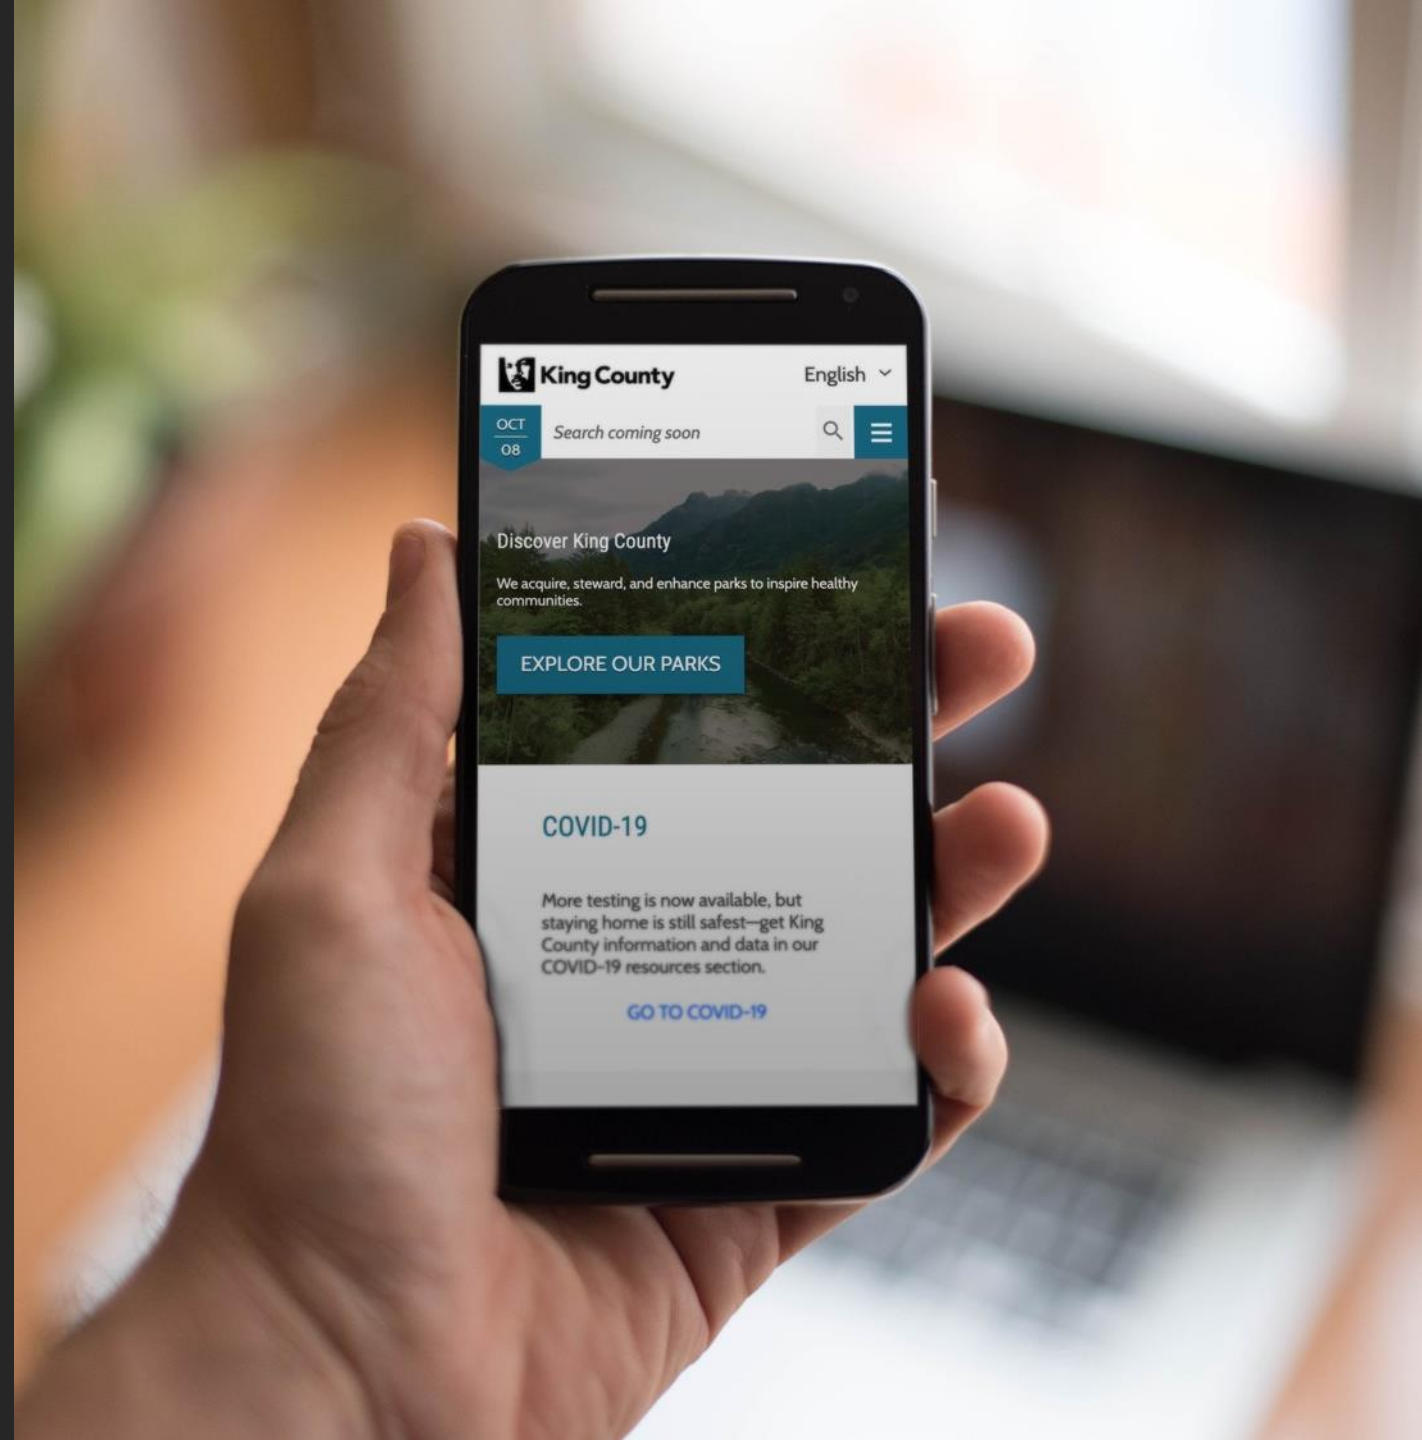 King County
English
OCT
08
Search coming soon
Discover King County
We acquire, steward, and enhance parks to inspire healthy
communities.
EXPLORE OUR PARKS
COVID-19
More testing is now available, but
staying home is still safest—get King
County information and data in our
COVID-19 resources section.
GO TO COVID-19